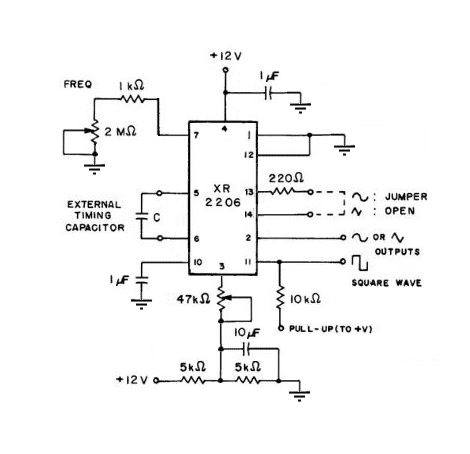 +12V
1µF
FREQ
1kΩ
2MΩ
7
4
1
12
XR
2206
220Ω
13
: JUMPER
14
: OPEN
5
EXTERNAL
TIMING
CAPACITOR
C
6
2
OR
OUTPUTS
10
11
SQUARE WAVE
3
1µF
47kΩ
10kΩ
PULL-UP(TO +V)
10µF
5kΩ
5kΩ
+12V